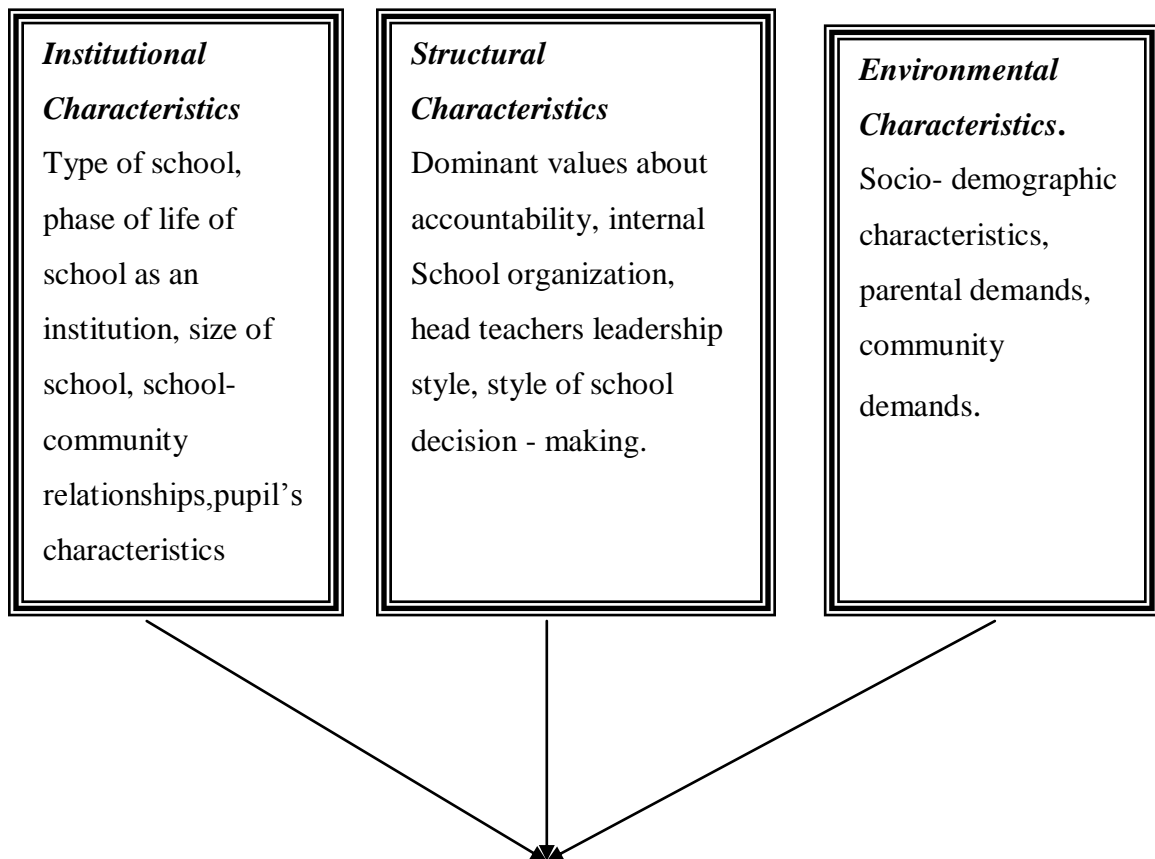 Institutional
Characteristics
Type of school,
phase of life of
school as an
institution, size of
school, school-
community
relationships,pupil’s
characteristics
Structural
Characteristics
Dominant values about
accountability, internal
School organization,
head teachers leadership
style, style of school
decision - making.
Environmental
Characteristics.
Socio- demographic
characteristics,
parental demands,
community
demands.